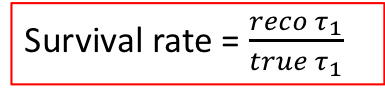 Survival rate = reco τ₁ / true τ₁